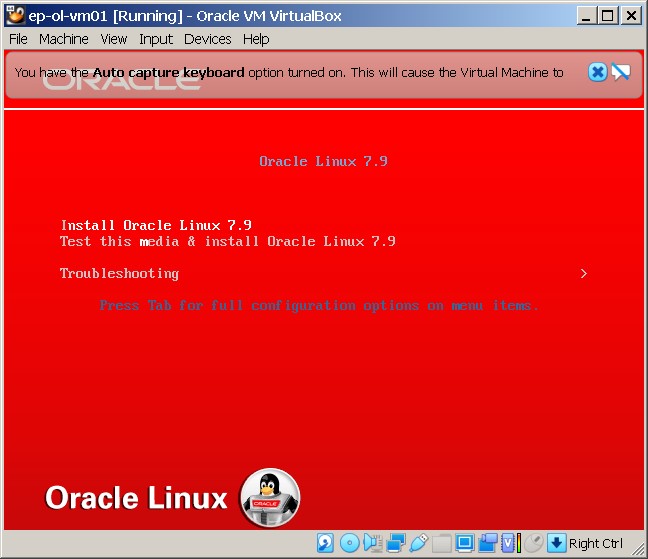 ep-ol-vm01 [Running] - Oracle VM VirtualBox
File Machine View Input Devices Help
You have the Auto capture keyboard option turned on. This will cause the Virtual Machine to
ORACLE
Oracle Linux 7.9
Install Oracle Linux 7.9
Test this media & install Oracle Linux 7.9
Troubleshooting >
Press Tab for full configuration options on menu items.
Oracle Linux
ORACLE
Right Ctrl